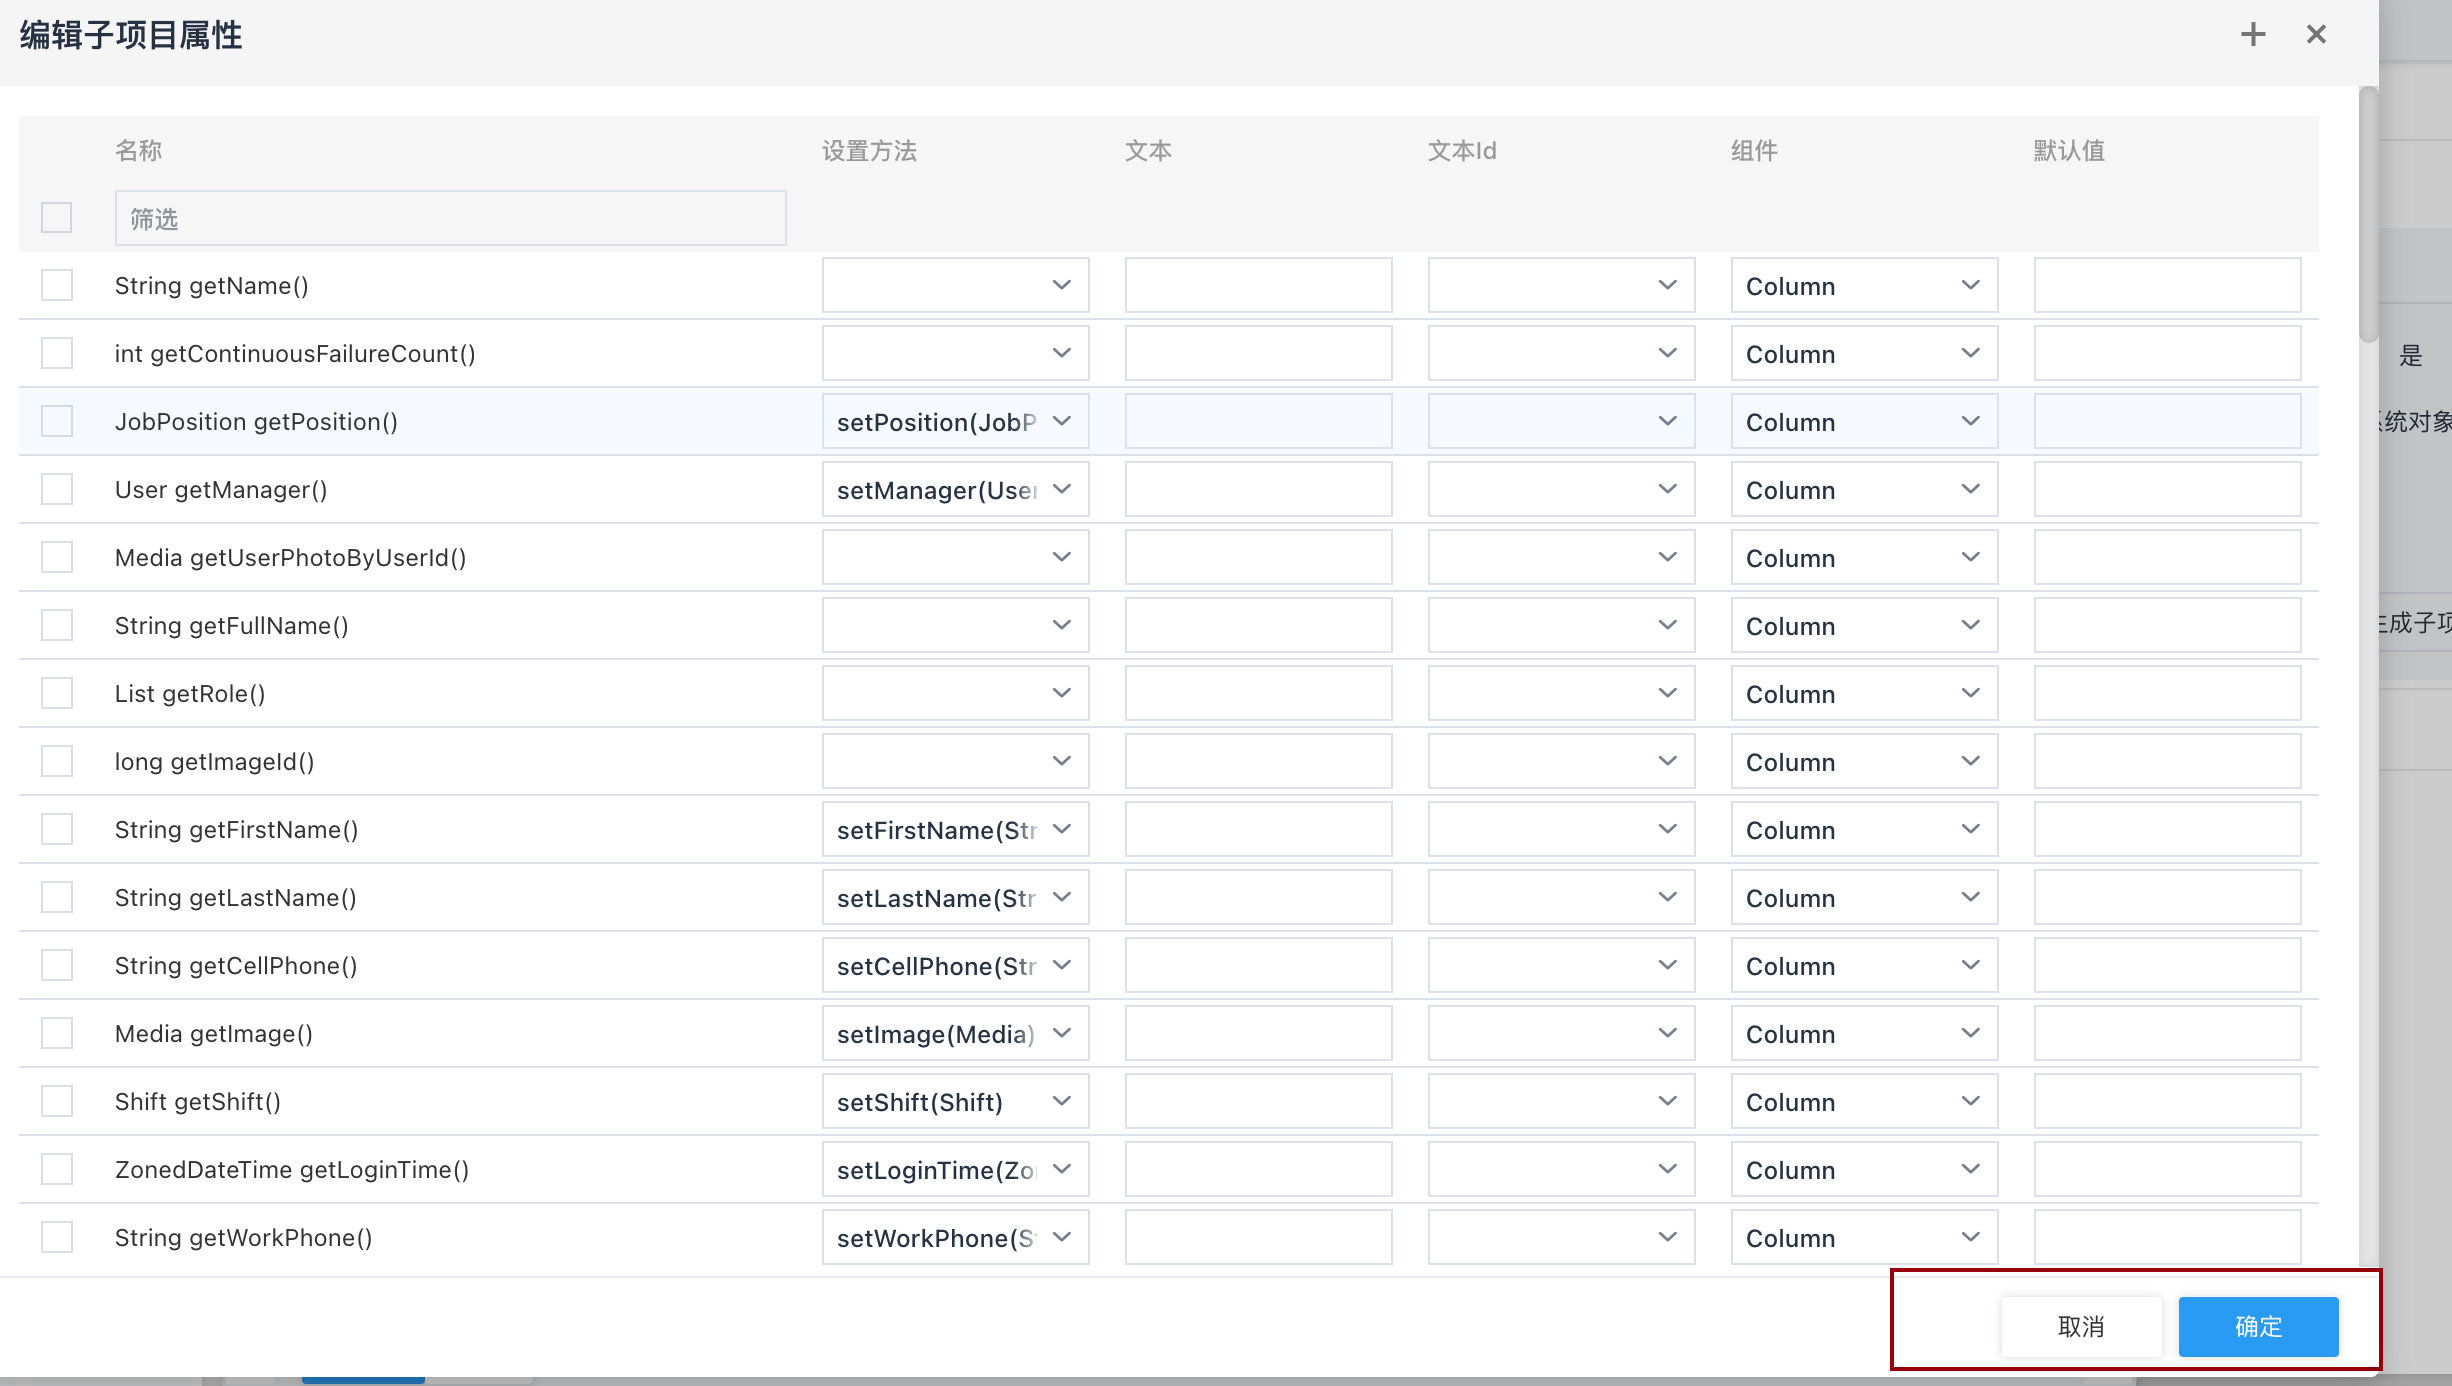 编辑子项目属性
名称 设置方法 文本 文本Id 组件 默认值
筛选
String getName() Column
int getContinuousFailureCount() Column
是
JobPosition getPosition() setPosition(JobP Column
系统对象
User getManager() setManager(User Column
Media getUserPhotoByUserId() Column
String getFullName() Column
生成子项
List getRole() Column
long getImageId() Column
String getFirstName() setFirstName(Str Column
String getLastName() setLastName(Str Column
String getCellPhone() setCellPhone(Str Column
Media getImage() setImage(Media) Column
Shift getShift() setShift(Shift) Column
ZonedDateTime getLoginTime() setLoginTime(Zo Column
String getWorkPhone() setWorkPhone(S Column
取消 确定